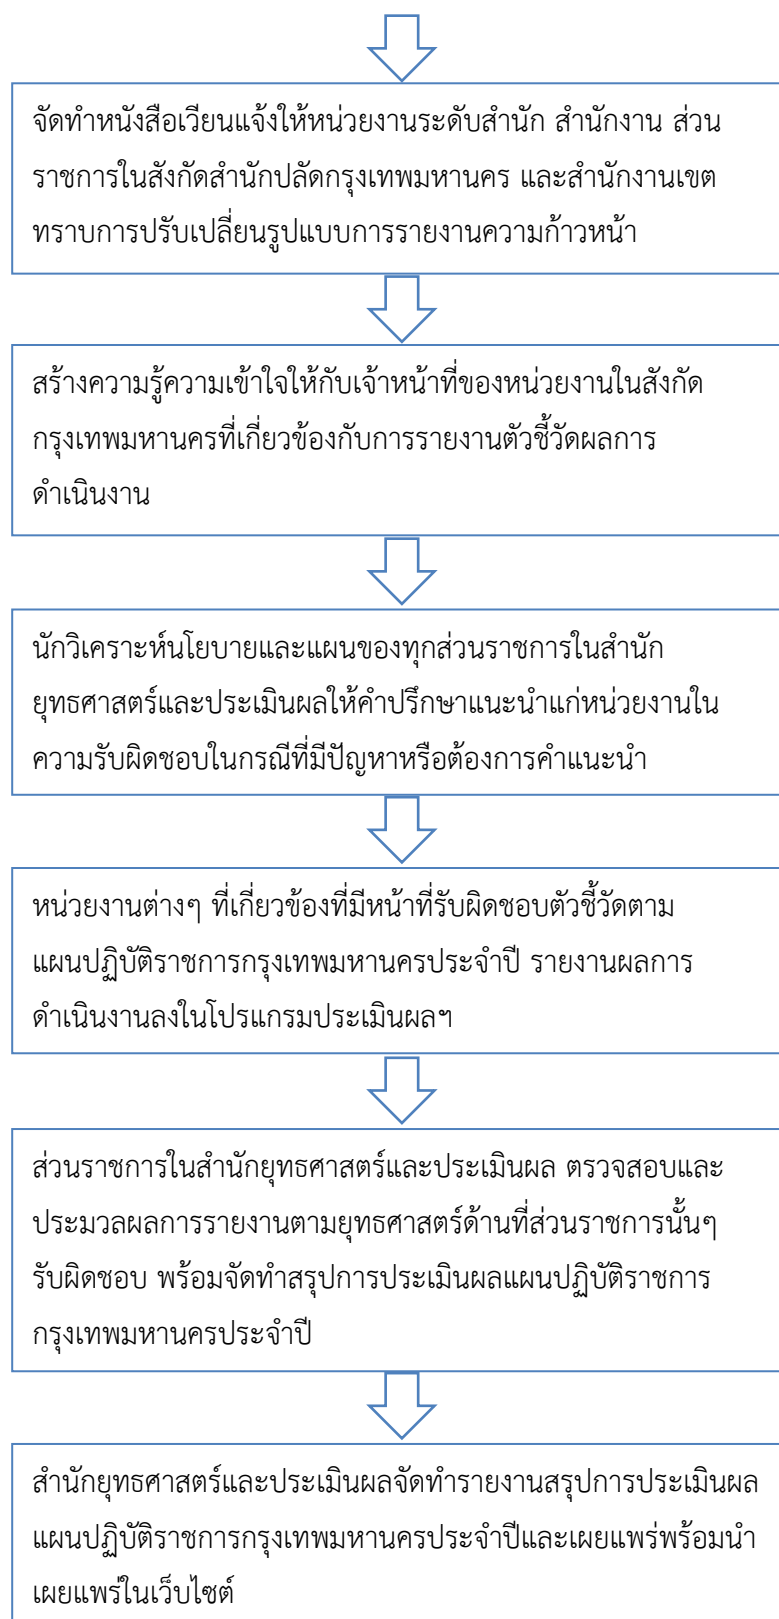 จัดทำหนังสือเวียนแจ้งให้หน่วยงานระดับสำนัก สำนักงาน ส่วน
ราชการในสังกัดสำนักปลัดกรุงเทพมหานคร และสำนักงานเขต
ทราบการปรับเปลี่ยนรูปแบบการรายงานความก้าวหน้า
สร้างความรู้ความเข้าใจให้กับเจ้าหน้าที่ของหน่วยงานในสังกัด
กรุงเทพมหานครที่เกี่ยวข้องกับการรายงานตัวชี้วัดผลการ
ดำเนินงาน
นักวิเคราะห์นโยบายและแผนของทุกส่วนราชการในสำนัก
ยุทธศาสตร์และประเมินผลให้คำปรึกษาแนะนำแก่หน่วยงานใน
ความรับผิดชอบในกรณีที่มีปัญหาหรือต้องการคำแนะนำ
หน่วยงานต่างๆ ที่เกี่ยวข้องที่มีหน้าที่รับผิดชอบตัวชี้วัดตาม
แผนปฏิบัติราชการกรุงเทพมหานครประจำปี รายงานผลการ
ดำเนินงานลงในโปรแกรมประเมินผลฯ
ส่วนราชการในสำนักยุทธศาสตร์และประเมินผล ตรวจสอบและ
ประมวลผลการรายงานตามยุทธศาสตร์ด้านที่ส่วนราชการนั้นๆ
รับผิดชอบ พร้อมจัดทำสรุปการประเมินผลแผนปฏิบัติราชการ
กรุงเทพมหานครประจำปี
สำนักยุทธศาสตร์และประเมินผลจัดทำรายงานสรุปการประเมินผล
แผนปฏิบัติราชการกรุงเทพมหานครประจำปีและเผยแพร่พร้อมนำ
เผยแพร่ในเว็บไซต์